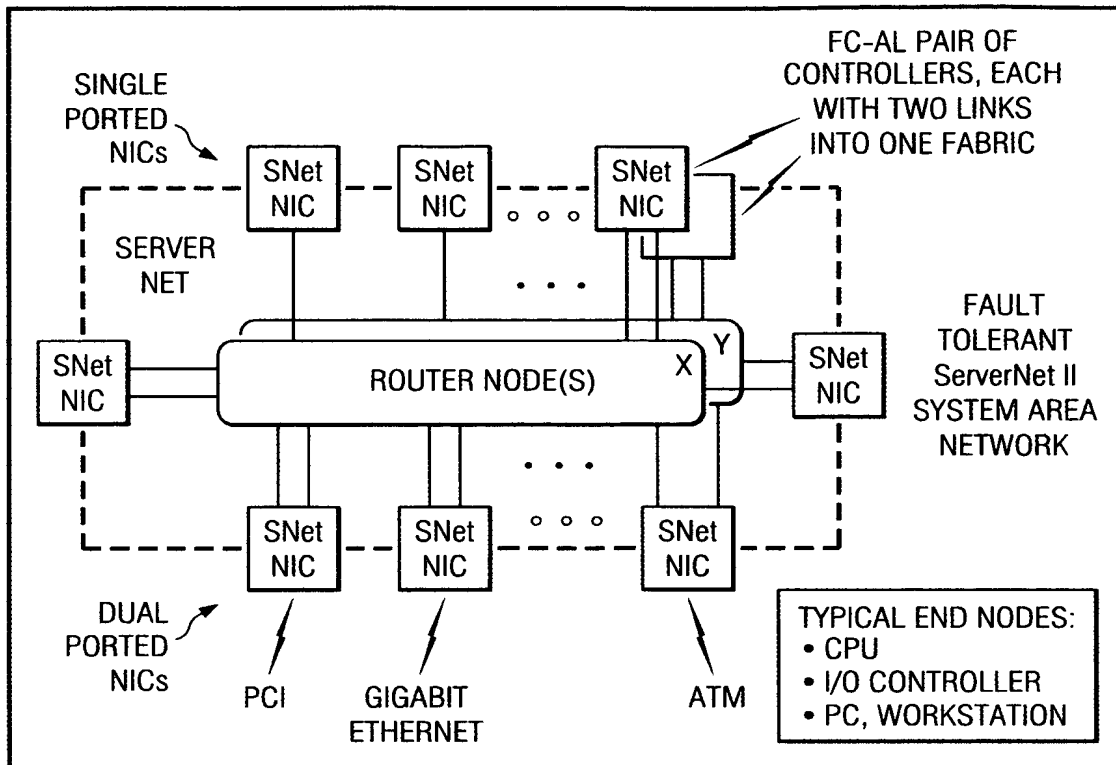 FC-AL PAIR OF
CONTROLLERS, EACH
WITH TWO LINKS
INTO ONE FABRIC
SINGLE
PORTED
NICs
SNet
NIC
SNet
NIC
SNet
NIC
SERVER
NET
SNet
NIC
ROUTER NODE(S)
X
Y
SNet
NIC
FAULT
TOLERANT
ServerNet II
SYSTEM AREA
NETWORK
SNet
NIC
SNet
NIC
SNet
NIC
DUAL
PORTED
NICs
PCI
GIGABIT
ETHERNET
ATM
TYPICAL END NODES:
• CPU
• I/O CONTROLLER
• PC, WORKSTATION